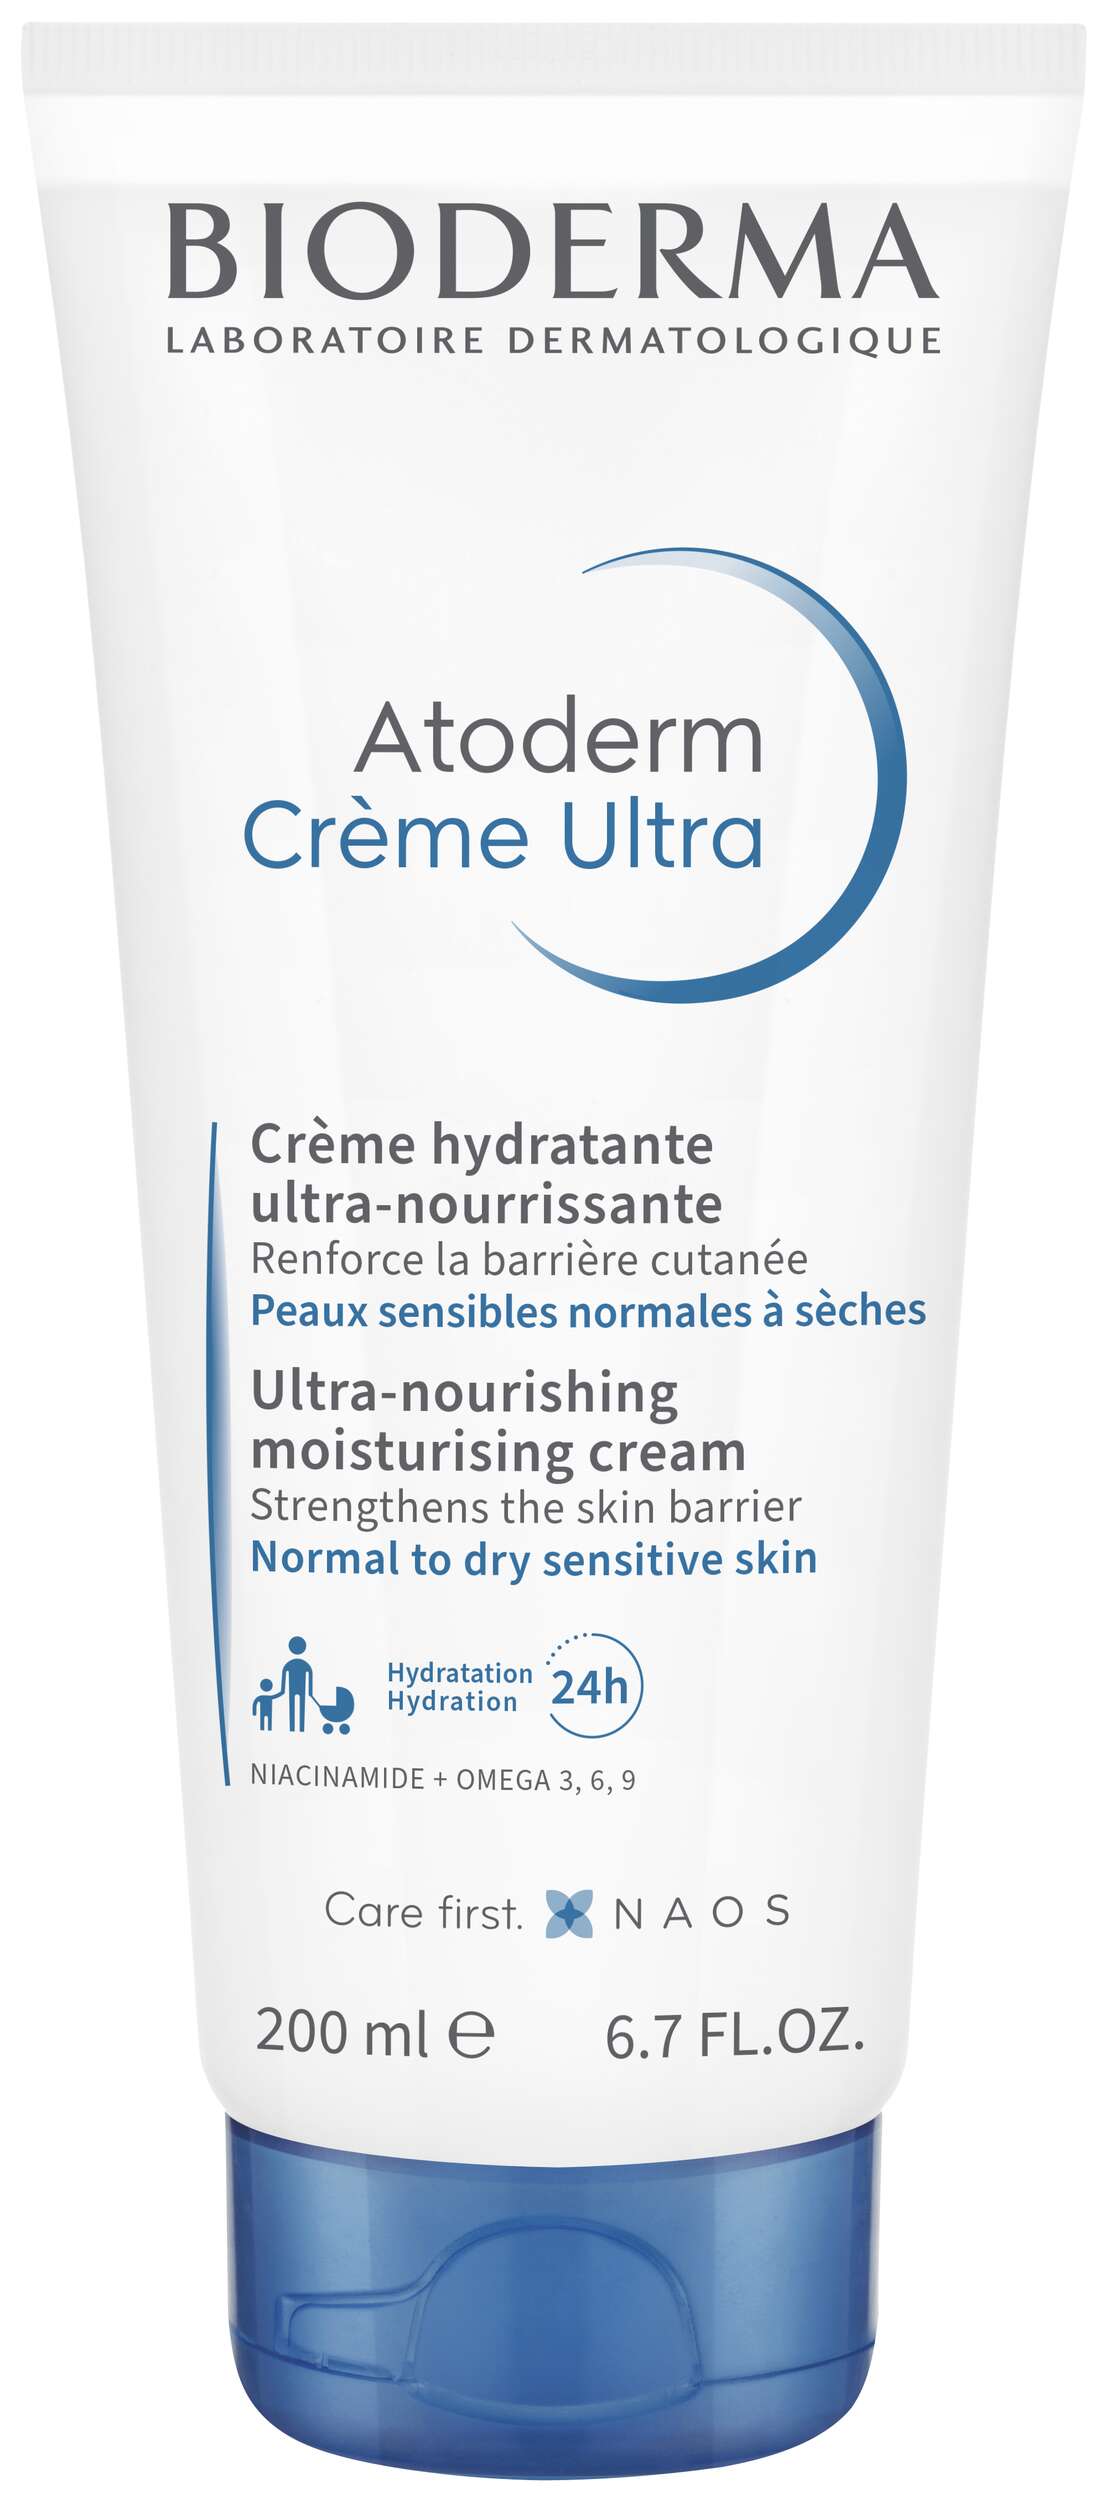 BIODERMA
LABORATOIRE DERMATOLOGIQUE
Atoderm
Crème Ultra
Crème hydratante
ultra-nourrissante
Renforce la barrière cutanée
Peaux sensibles normales à sèches
Ultra-nourishing
moisturising cream
Strengthens the skin barrier
Normal to dry sensitive skin
Hydratation
Hydration
24h
NIACINAMIDE + OMEGA 3, 6, 9
Care first. NAOS
200 ml ℮ 6.7 FL.OZ.